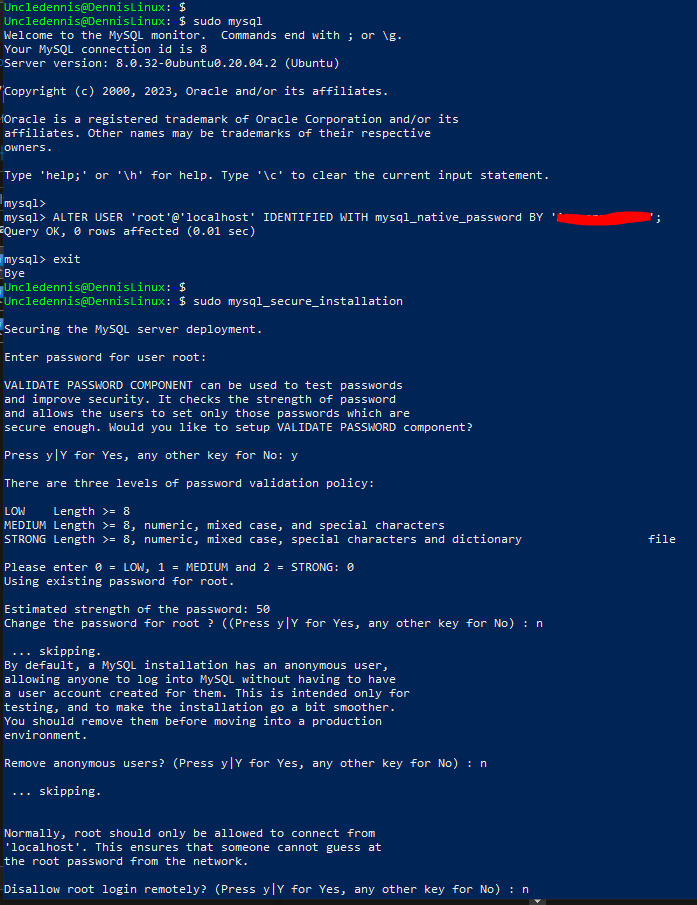 Uncledennis@DennisLinux: $
Uncledennis@DennisLinux: $ sudo mysql
Welcome to the MySQL monitor.  Commands end with ; or \g.
Your MySQL connection id is 8
Server version: 8.0.32-0ubuntu0.20.04.2 (Ubuntu)

Copyright (c) 2000, 2023, Oracle and/or its affiliates.

Oracle is a registered trademark of Oracle Corporation and/or its
affiliates. Other names may be trademarks of their respective
owners.

Type 'help;' or '\h' for help. Type '\c' to clear the current input statement.

mysql>
mysql> ALTER USER 'root'@'localhost' IDENTIFIED WITH mysql_native_password BY '';
Query OK, 0 rows affected (0.01 sec)

mysql> exit
Bye
Uncledennis@DennisLinux: $
Uncledennis@DennisLinux: $ sudo mysql_secure_installation

Securing the MySQL server deployment.

Enter password for user root:

VALIDATE PASSWORD COMPONENT can be used to test passwords
and improve security. It checks the strength of password
and allows the users to set only those passwords which are
secure enough. Would you like to setup VALIDATE PASSWORD component?

Press y|Y for Yes, any other key for No: y

There are three levels of password validation policy:

LOW    Length >= 8
MEDIUM Length >= 8, numeric, mixed case, and special characters
STRONG Length >= 8, numeric, mixed case, special characters and dictionary                  file

Please enter 0 = LOW, 1 = MEDIUM and 2 = STRONG: 0
Using existing password for root.

Estimated strength of the password: 50
Change the password for root ? ((Press y|Y for Yes, any other key for No) : n

 ... skipping.
By default, a MySQL installation has an anonymous user,
allowing anyone to log into MySQL without having to have
a user account created for them. This is intended only for
testing, and to make the installation go a bit smoother.
You should remove them before moving into a production
environment.

Remove anonymous users? (Press y|Y for Yes, any other key for No) : n

 ... skipping.


Normally, root should only be allowed to connect from
'localhost'. This ensures that someone cannot guess at
the root password from the network.

Disallow root login remotely? (Press y|Y for Yes, any other key for No) : n